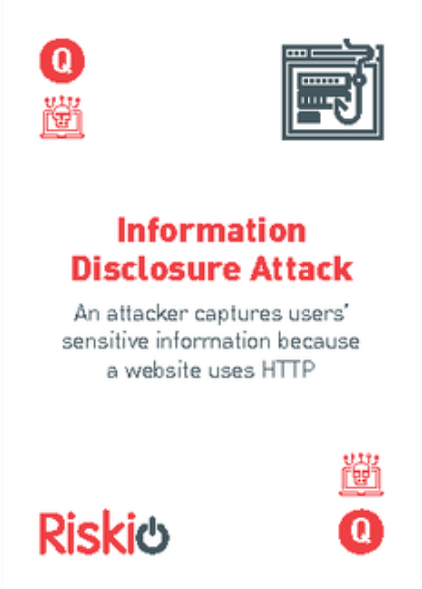 Q
Information
Disclosure Attack
An attacker captures users'
sensitive information because
a website uses HTTP
Riskio
Q